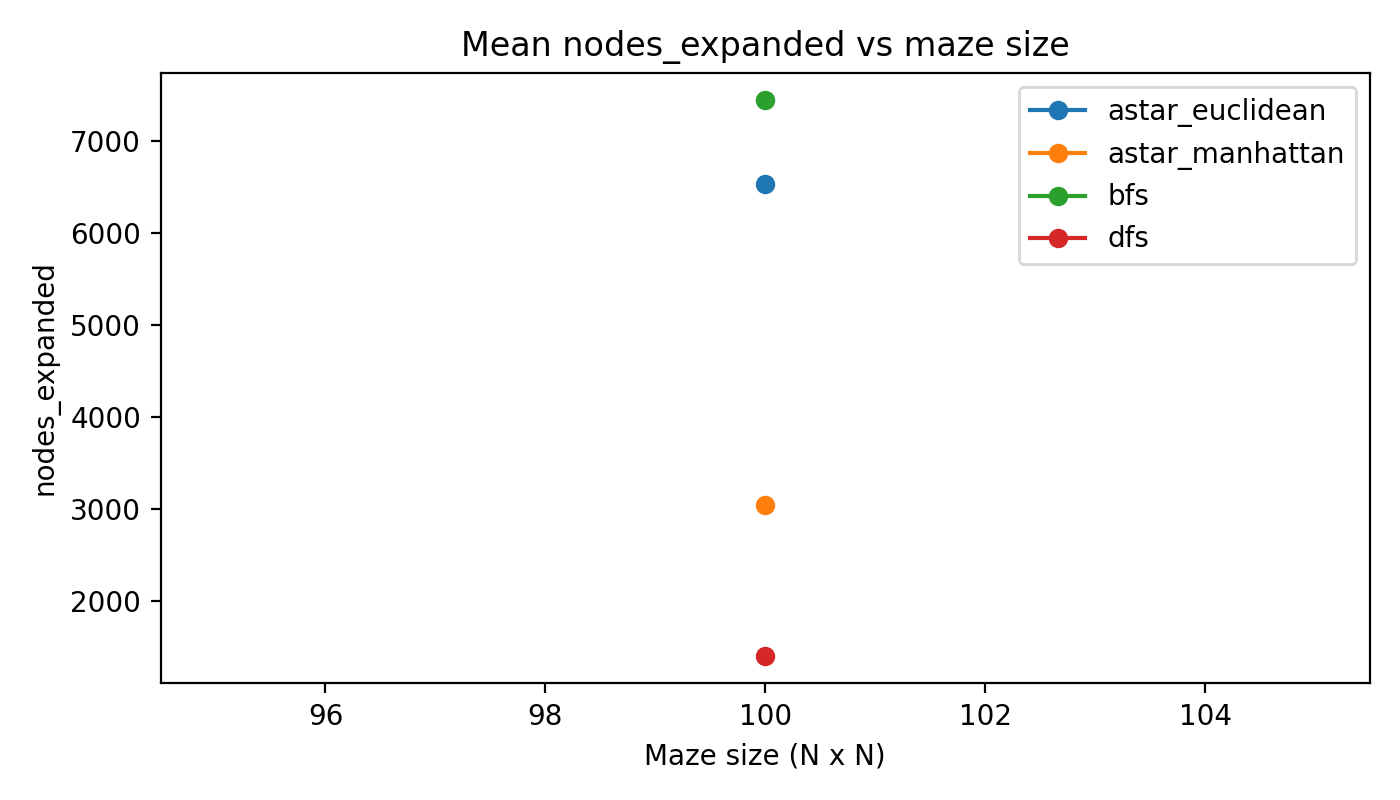 Mean nodes_expanded vs maze size
astar_euclidean
astar_manhattan
bfs
dfs
nodes_expanded
7000
6000
5000
4000
3000
2000
96
98
100
102
104
Maze size (N x N)